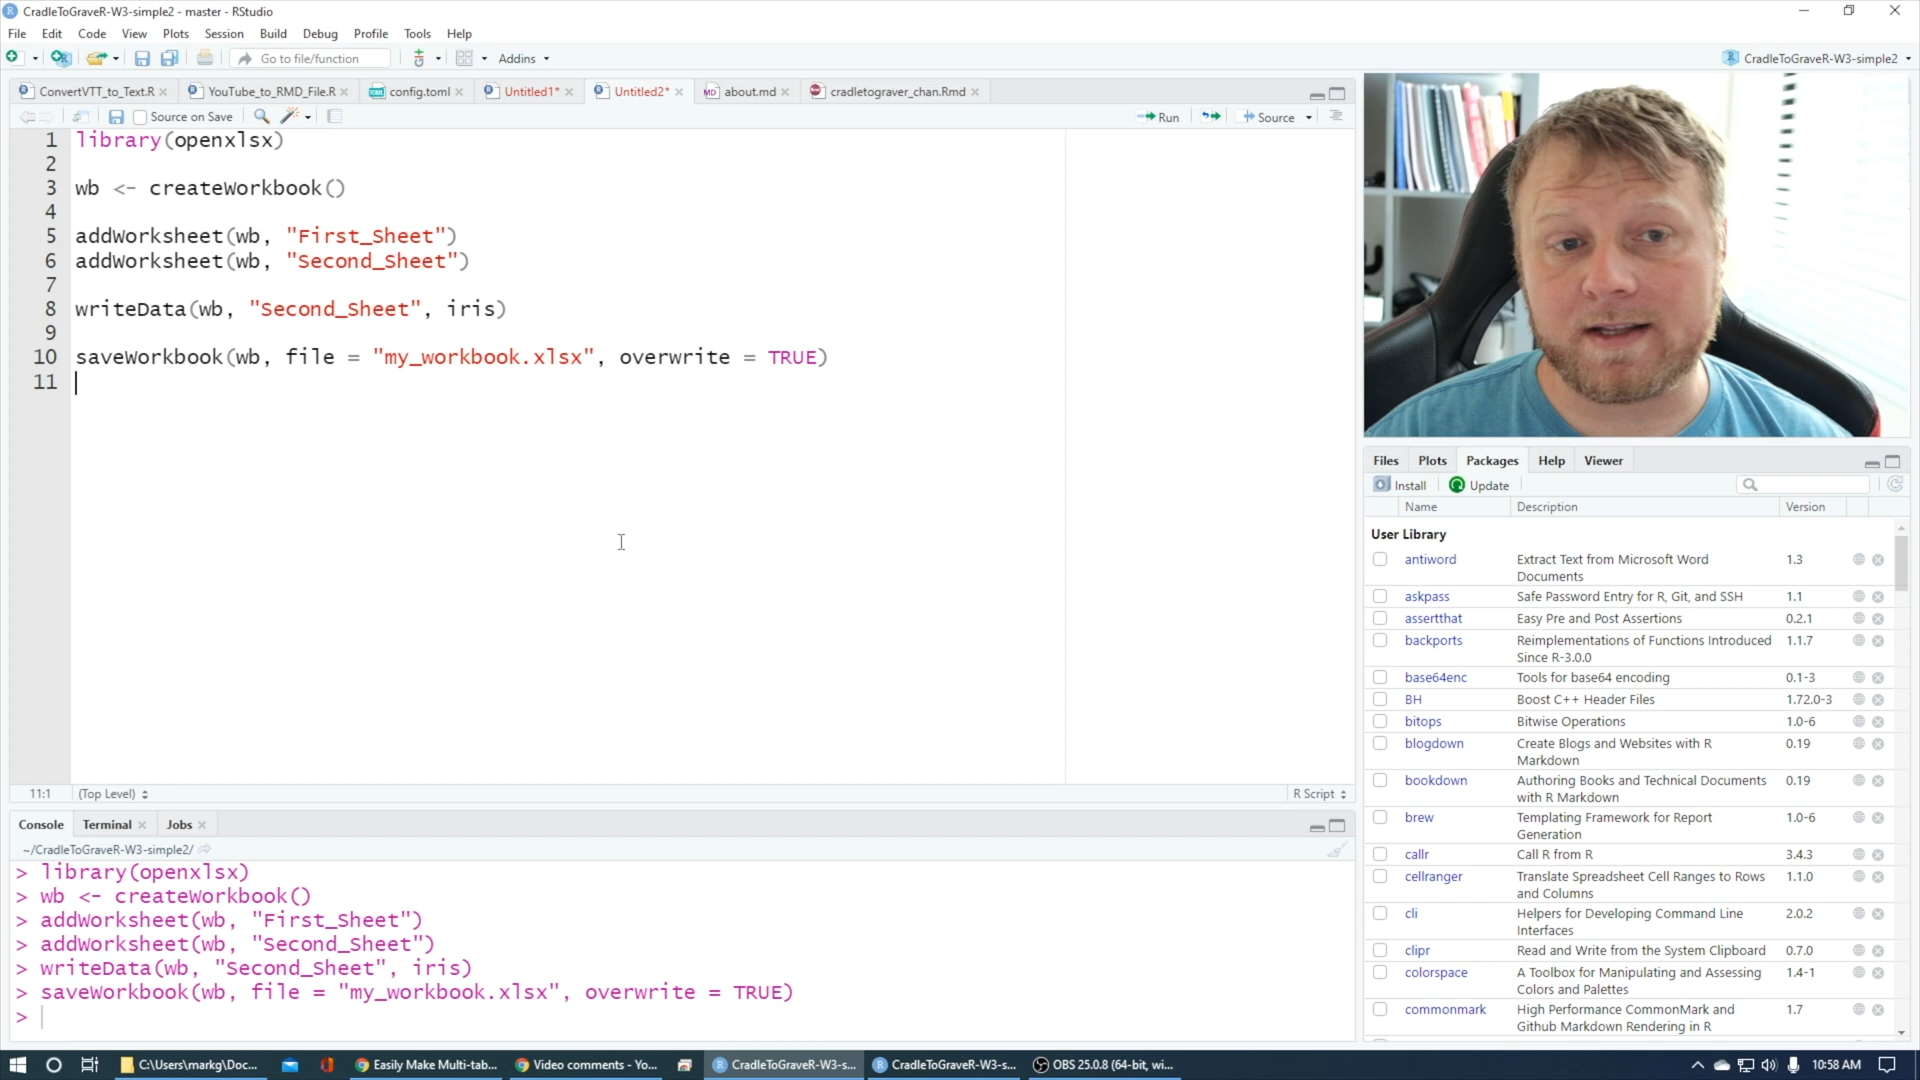 CradleToGraveR-W3-simple2 - master - RStudio
File Edit Code View Plots Session Build Debug Profile Tools Help
Go to file/function Addins CradleToGraveR-W3-simple2
ConvertVTT_to_Text.R YouTube_to_RMD_File.R config.toml Untitled1* Untitled2* about.md cradletograver_chan.Rmd
Source on Save Run Source
1 library(openxlsx)
2
3 wb <- createWorkbook()
4
5 addWorksheet(wb, "First_Sheet")
6 addWorksheet(wb, "Second_Sheet")
7
8 writeData(wb, "Second_Sheet", iris)
9
10 saveWorkbook(wb, file = "my_workbook.xlsx", overwrite = TRUE)
11
11:1 (Top Level) R Script
Console Terminal Jobs
~/CradleToGraveR-W3-simple2/
> library(openxlsx)
> wb <- createWorkbook()
> addWorksheet(wb, "First_Sheet")
> addWorksheet(wb, "Second_Sheet")
> writeData(wb, "Second_Sheet", iris)
> saveWorkbook(wb, file = "my_workbook.xlsx", overwrite = TRUE)
>
Files Plots Packages Help Viewer
Install Update
Name Description Version
User Library
antiword Extract Text from Microsoft Word 1.3
Documents
askpass Safe Password Entry for R, Git, and SSH 1.1
assertthat Easy Pre and Post Assertions 0.2.1
backports Reimplementations of Functions Introduced 1.1.7
Since R-3.0.0
base64enc Tools for base64 encoding 0.1-3
BH Boost C++ Header Files 1.72.0-3
bitops Bitwise Operations 1.0-6
blogdown Create Blogs and Websites with R 0.19
Markdown
bookdown Authoring Books and Technical Documents 0.19
with R Markdown
brew Templating Framework for Report 1.0-6
Generation
callr Call R from R 3.4.3
cellranger Translate Spreadsheet Cell Ranges to Rows 1.1.0
and Columns
cli Helpers for Developing Command Line 2.0.2
Interfaces
clipr Read and Write from the System Clipboard 0.7.0
colorspace A Toolbox for Manipulating and Assessing 1.4-1
Colors and Palettes
commonmark High Performance CommonMark and 1.7
Github Markdown Rendering in R
C:\Users\markg\Doc... Easily Make Multi-tab... Video comments - Yo... CradleToGraveR-W3-s... CradleToGraveR-W3-s... OBS 25.0.8 (64-bit, wi... 10:58 AM